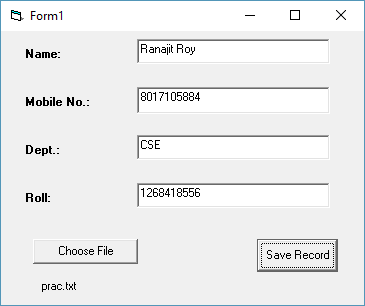 Form1
Name: Ranajit Roy
Mobile No.: 8017105884
Dept.: CSE
Roll: 1268418556
Choose File Save Record
prac.txt